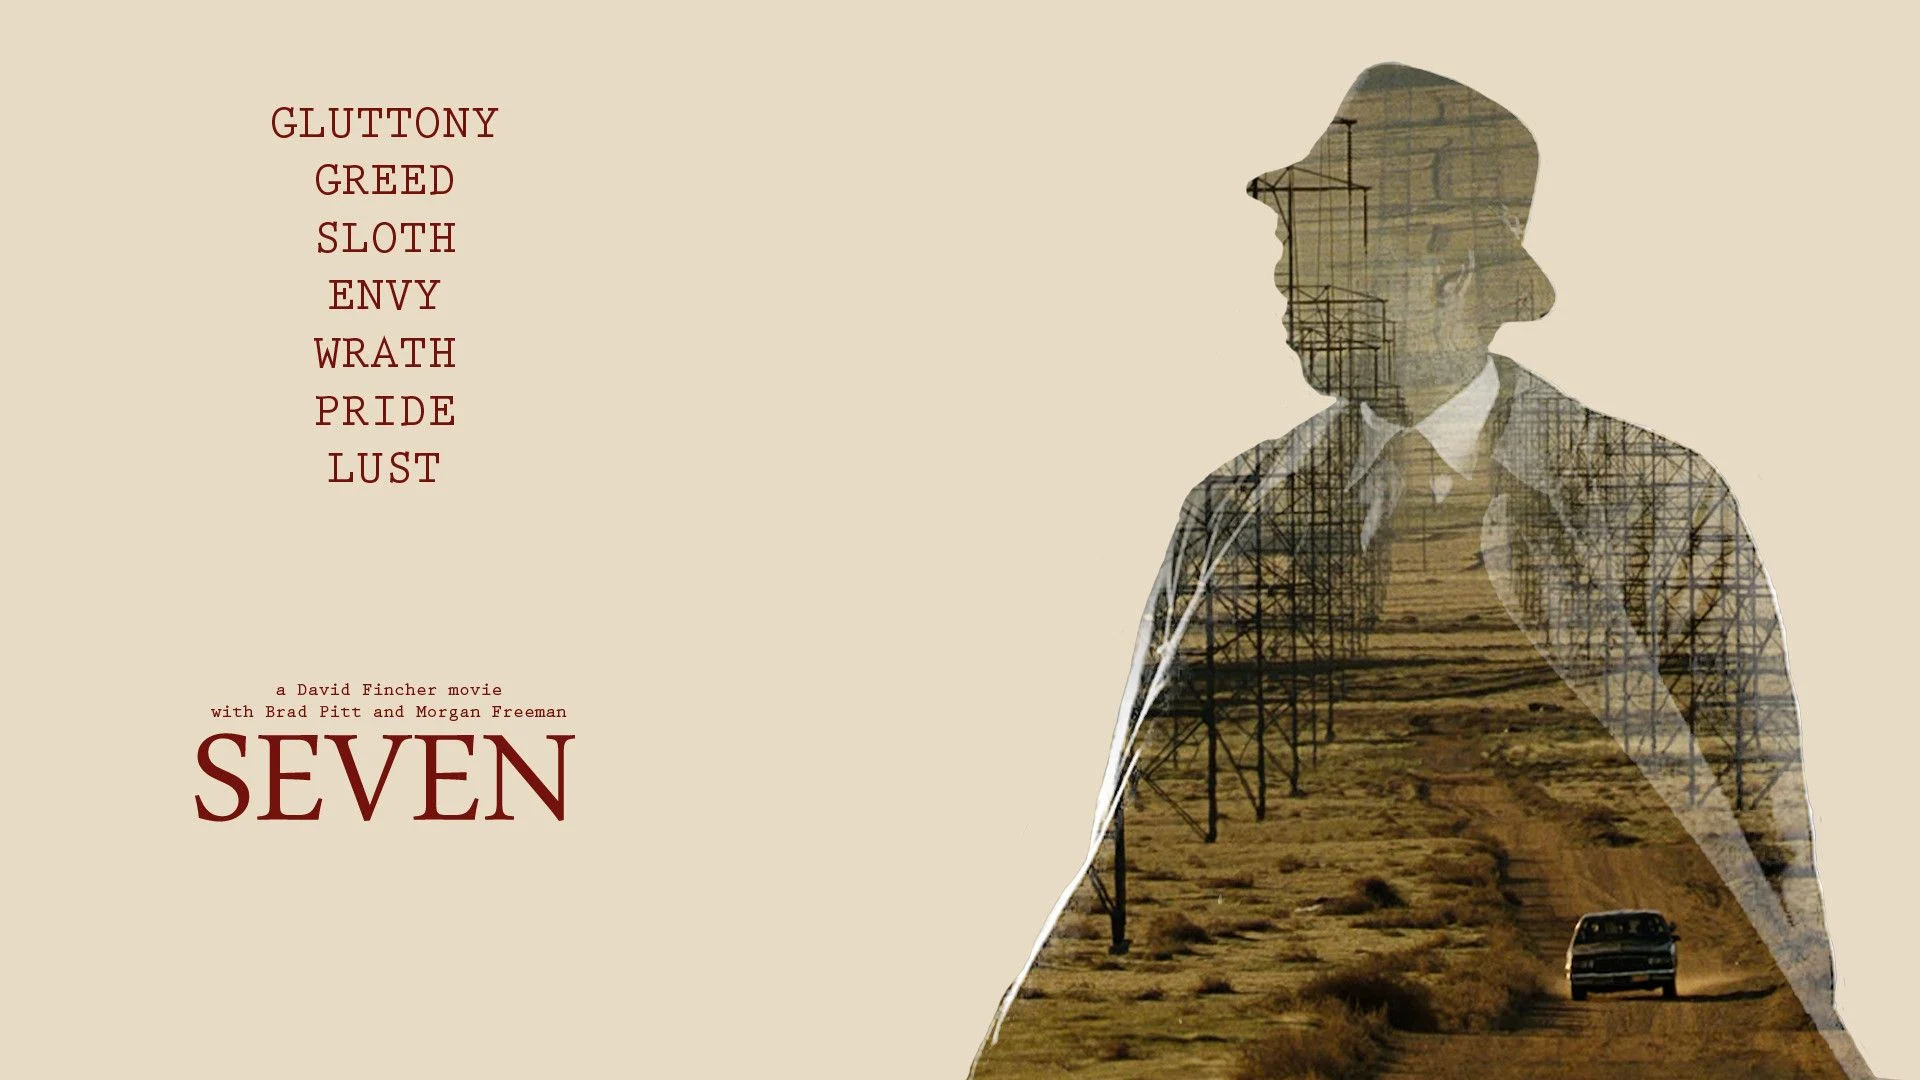 GLUTTONY
GREED
SLOTH
ENVY
WRATH
PRIDE
LUST
a David Fincher movie
with Brad Pitt and Morgan Freeman
SEVEN